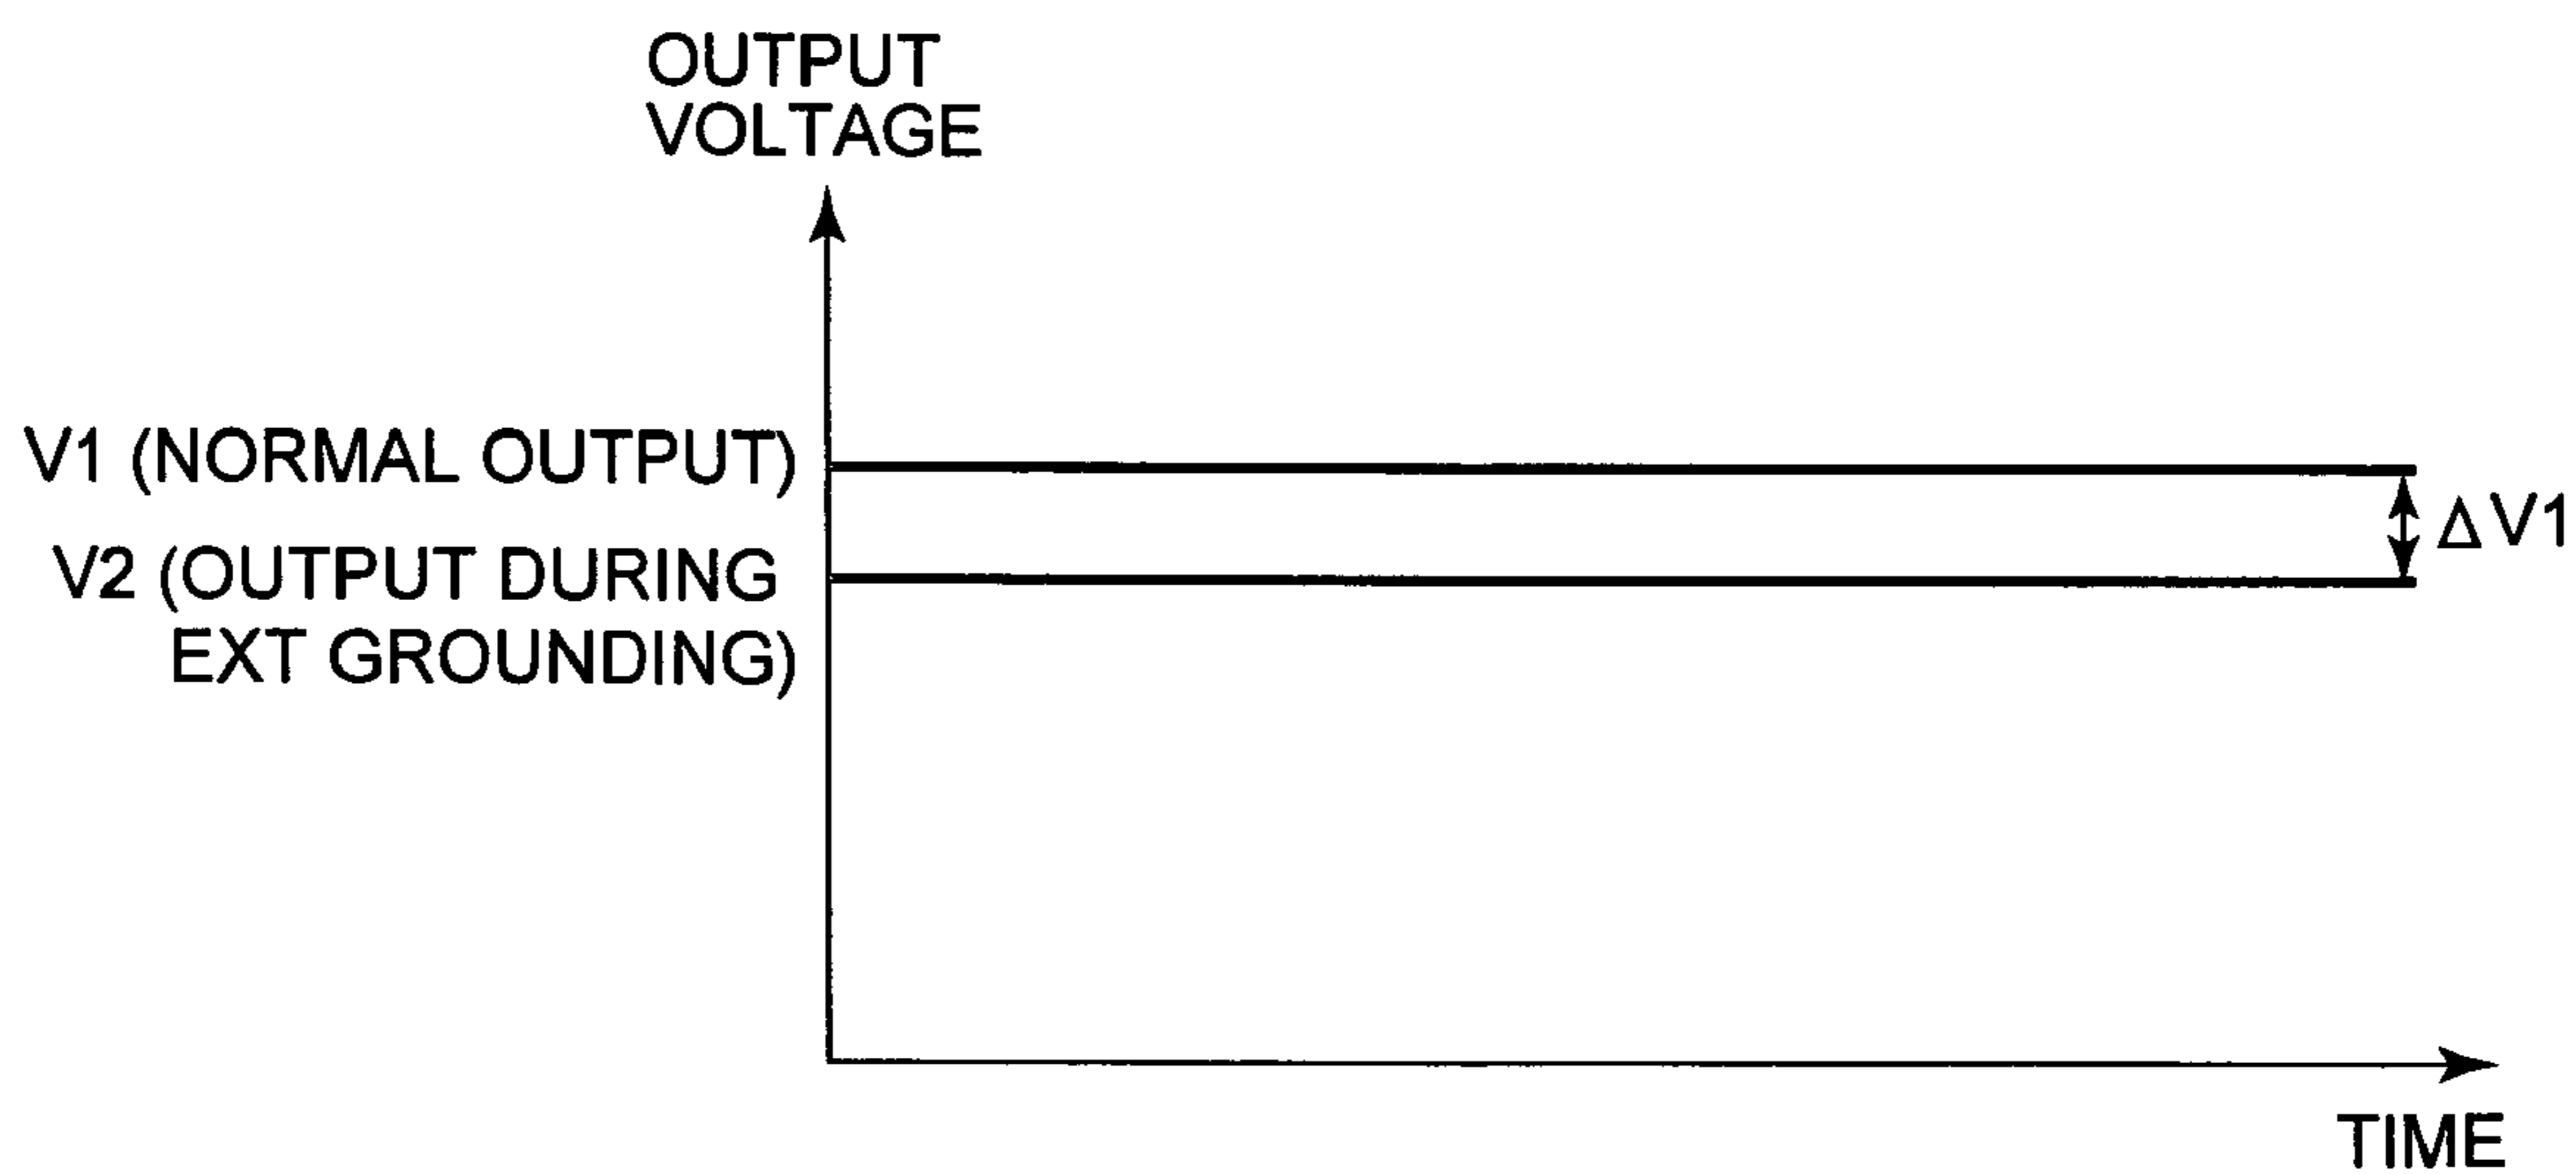 OUTPUT
VOLTAGE
V1 (NORMAL OUTPUT)
V2 (OUTPUT DURING
EXT GROUNDING)
ΔV1
TIME